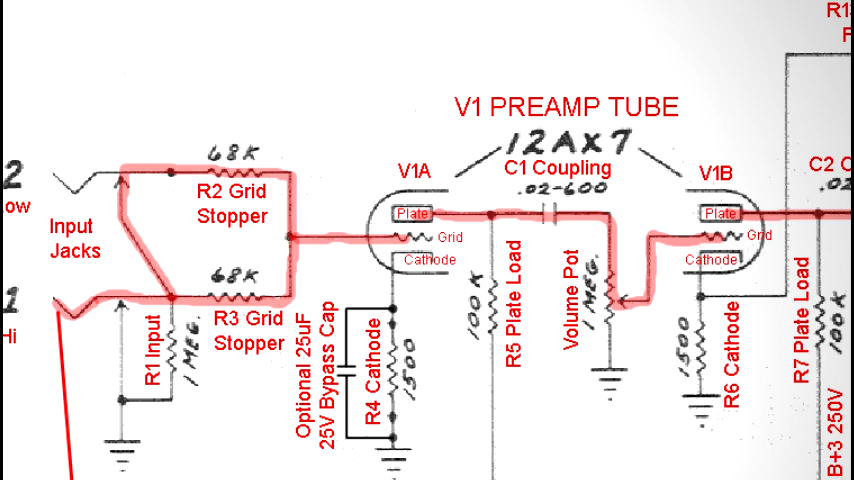 R1
F
V1 PREAMP TUBE
12AX7
2
ow
68K
R2 Grid
Stopper
V1A
C1 Coupling
.02-600
V1B
C2 C
.02
Input
Jacks
Plate
Grid
Cathode
Plate
Grid
Cathode
1
Hi
68K
R3 Grid
Stopper
R1 Input
1 MEG.
Optional 25uF
25V Bypass Cap
R4 Cathode
1500
100K
R5 Plate Load
Volume Pot
1 MEG.
1500
R6 Cathode
R7 Plate Load
100K
B+3 250V